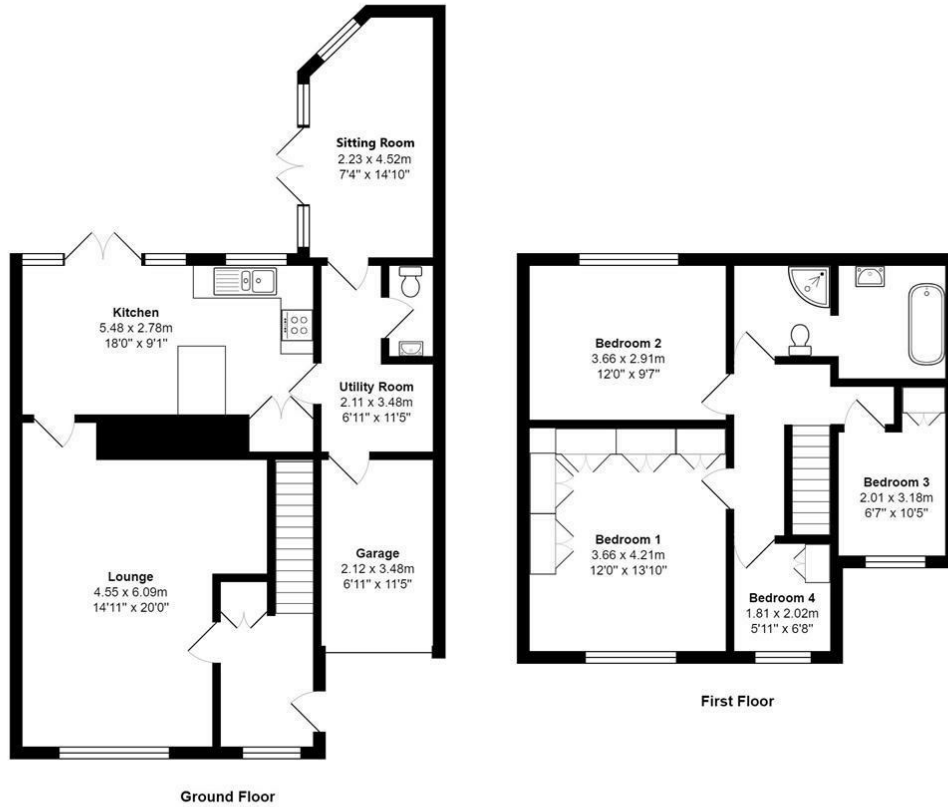 Sitting Room
2.23 x 4.52m
7'4" x 14'10"
Kitchen
5.48 x 2.78m
18'0" x 9'1"
Utility Room
2.11 x 3.48m
6'11" x 11'5"
Lounge
4.55 x 6.09m
14'11" x 20'0"
Garage
2.12 x 3.48m
6'11" x 11'5"
Ground Floor
Bedroom 2
3.66 x 2.91m
12'0" x 9'7"
Bedroom 1
3.66 x 4.21m
12'0" x 13'10"
Bedroom 3
2.01 x 3.18m
6'7" x 10'5"
Bedroom 4
1.81 x 2.02m
5'11" x 6'8"
First Floor